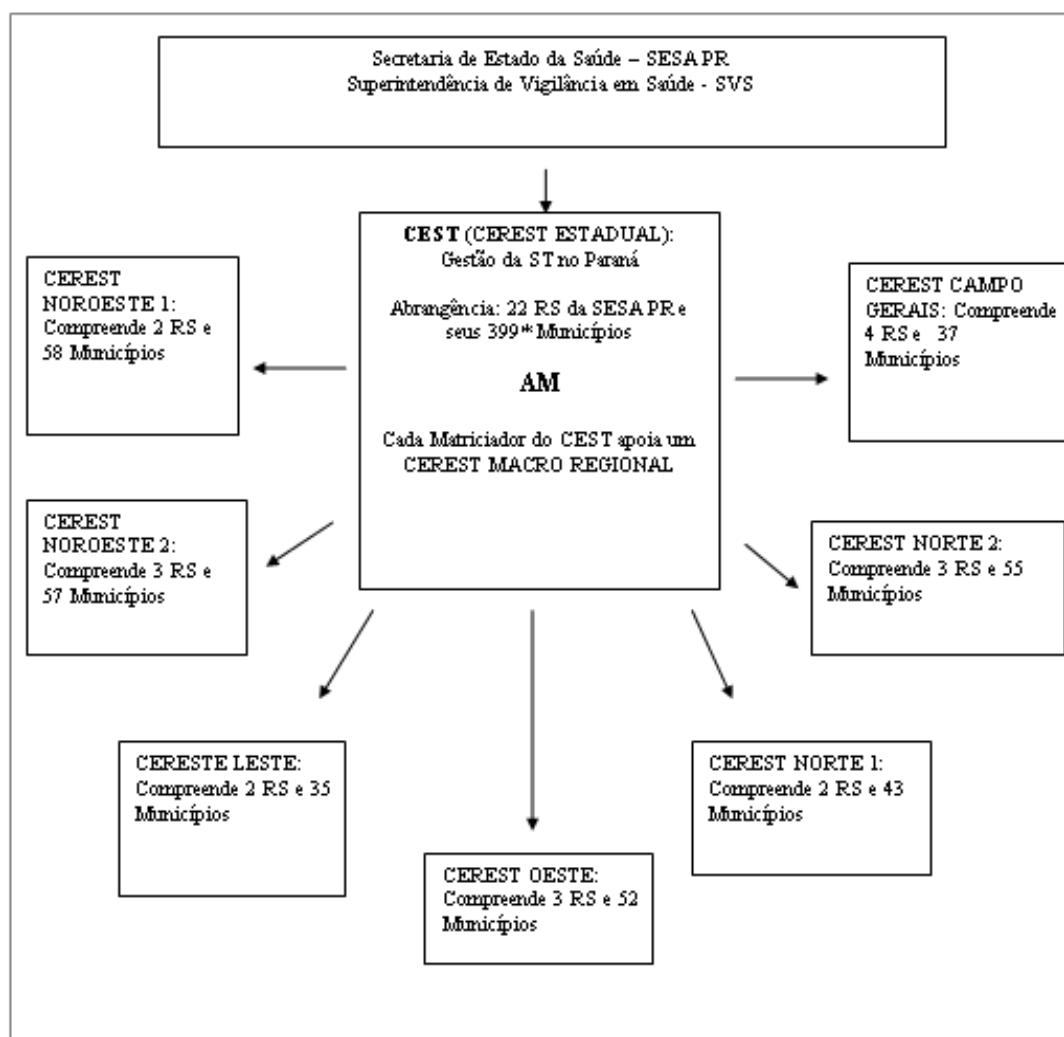 Secretaria de Estado da Saúde – SESA PR
Superintendência de Vigilância em Saúde - SVS
CEST (CEREST ESTADUAL):
Gestão da ST no Paraná
Abrangência: 22 RS da SESA PR e
seus 399* Municípios
AM
Cada Matriciador do CEST apoia um
CEREST MACRO REGIONAL
CEREST
NOROESTE 1:
Compreende 2 RS e
58 Municípios
CEREST CAMPO
GERAIS: Compreende
4 RS e 37
Municípios
CEREST
NOROESTE 2:
Compreende 3 RS e
57 Municípios
CEREST NORTE 2:
Compreende 3 RS e 55
Municípios
CERESTE LESTE:
Compreende 2 RS e 35
Municípios
CEREST NORTE 1:
Compreende 2 RS e 43
Municípios
CEREST OESTE:
Compreende 3 RS e 52
Municípios